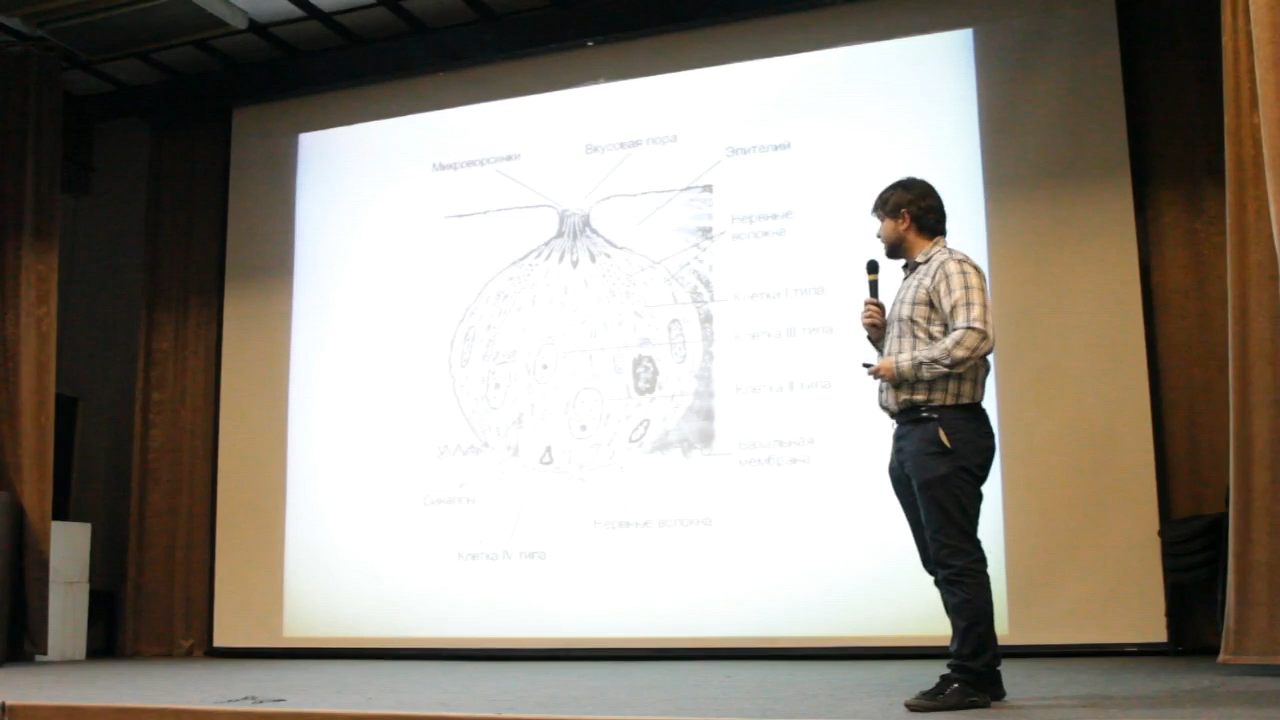 Микроворсинки
Вкусовая пора
Эпителий
Нервные
волокна
Клетка I типа
Клетка III типа
Клетка II типа
Базальная
мембрана
Синапсы
Нервные волокна
Клетка IV типа